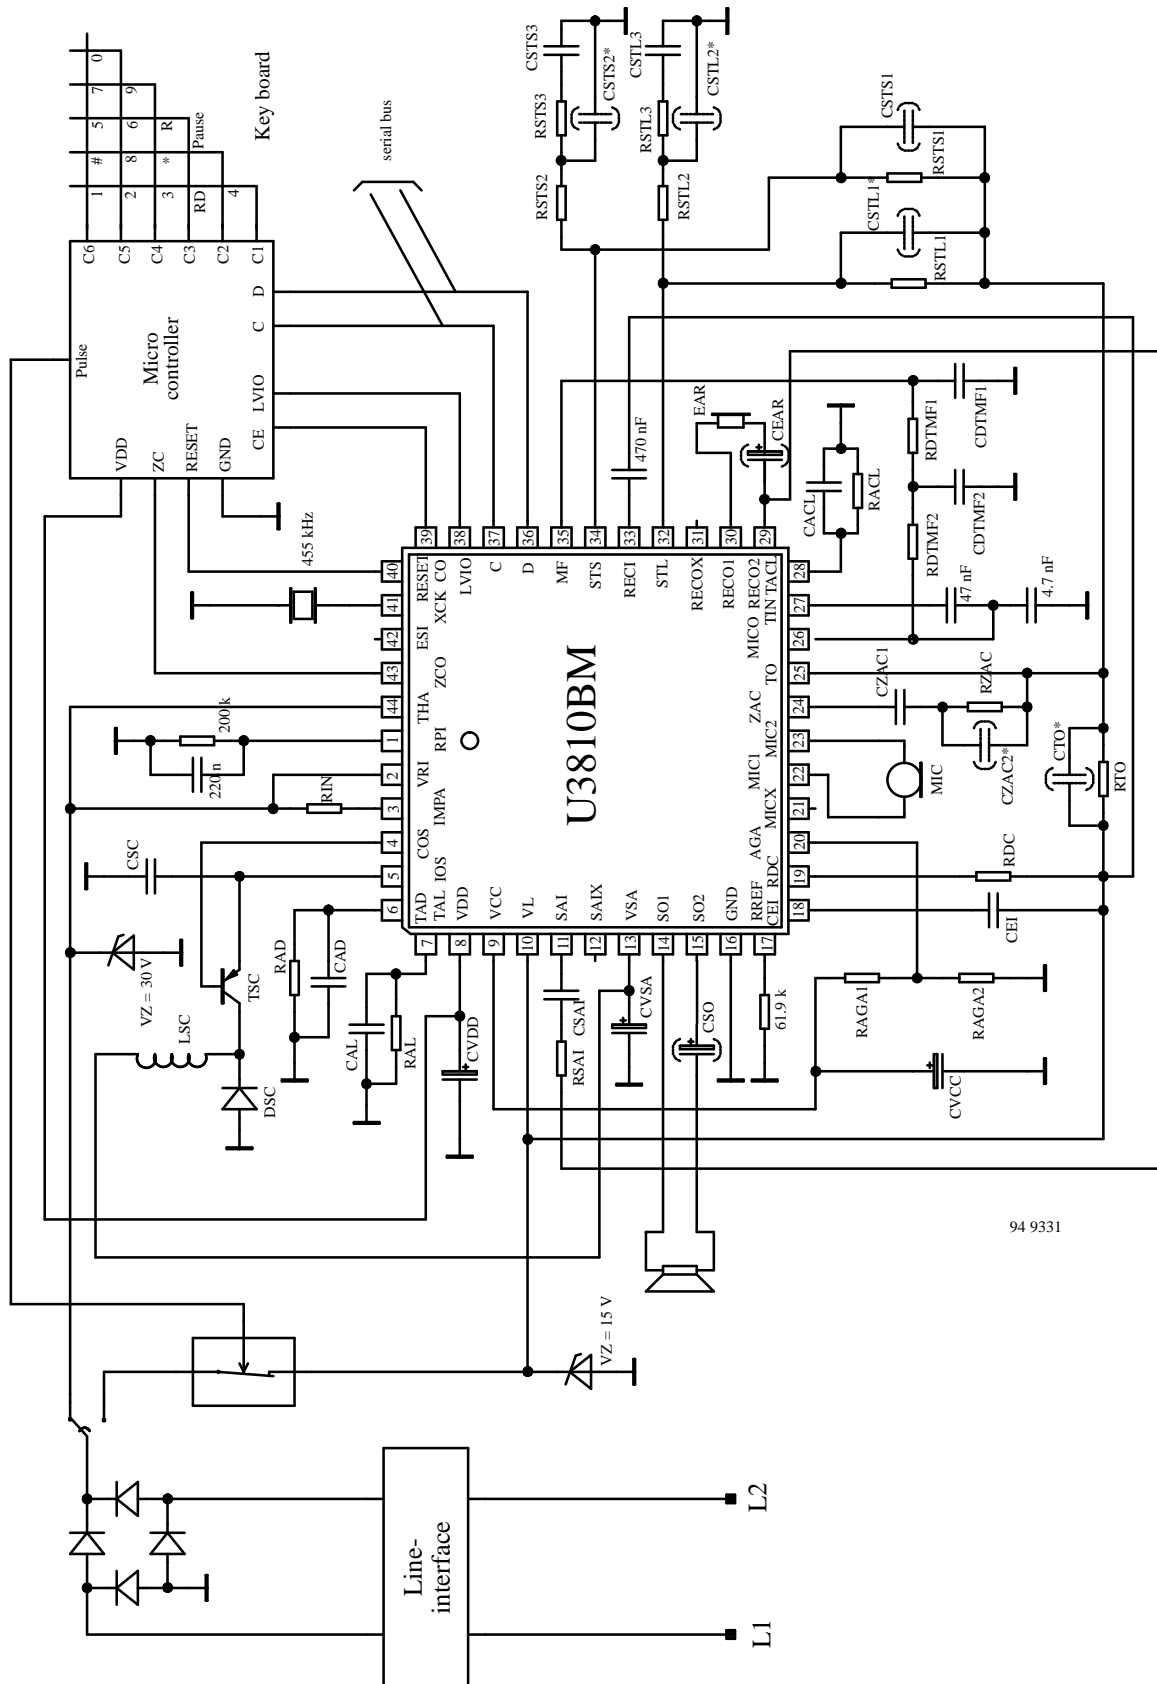 0
7
9
5
6
R
#
8
*
Pause
1
2
3
RD
4
Key board
C6
C5
C4
C3
C2
C1
Pulse
Micro
controller
D
C
LVIO
CE
VDD
ZC
RESET
GND
serial bus
CSTS3
RSTS3
CSTS2*
RSTS2
CSTL3
RSTL3
CSTL2*
RSTL2
CSTS1
RSTS1
CSTL1*
RSTL1
EAR
CEAR
470 nF
CACL
RACL
RDTMF1
CDTMF1
RDTMF2
CDTMF2
47 nF
4.7 nF
455 kHz
39
38
37
36
35
34
33
32
31
30
29
RESET
CO
LVIO
C
D
MF
STS
RECI
STL
RECOX
RECO1
RECO2
TACL
40
41
42
43
44
1
2
3
4
5
6
XCK
ESI
ZCO
THA
RPI
VRI
IMPA
COS
IOS
TAD
U3810BM
28
27
26
25
24
23
22
21
20
19
18
TIN
MICO
TO
ZAC
MIC2
MIC1
MICX
AGA
RDC
CEI
TAL
VDD
VCC
VL
SAI
SAIX
VSA
SO1
SO2
GND
RREF
7
8
9
10
11
12
13
14
15
16
17
200 k
220 n
RIN
CSC
VZ = 30 V
TSC
LSC
DSC
RAD
CAD
CAL
RAL
CVDD
CSAI
RSAI
CVSA
CSO
61.9 k
CZAC1
RZAC
CZAC2*
MIC
CTO*
RTO
RDC
CEI
RAGA1
RAGA2
CVCC
94 9331
VZ = 15 V
Line-
interface
L2
L1